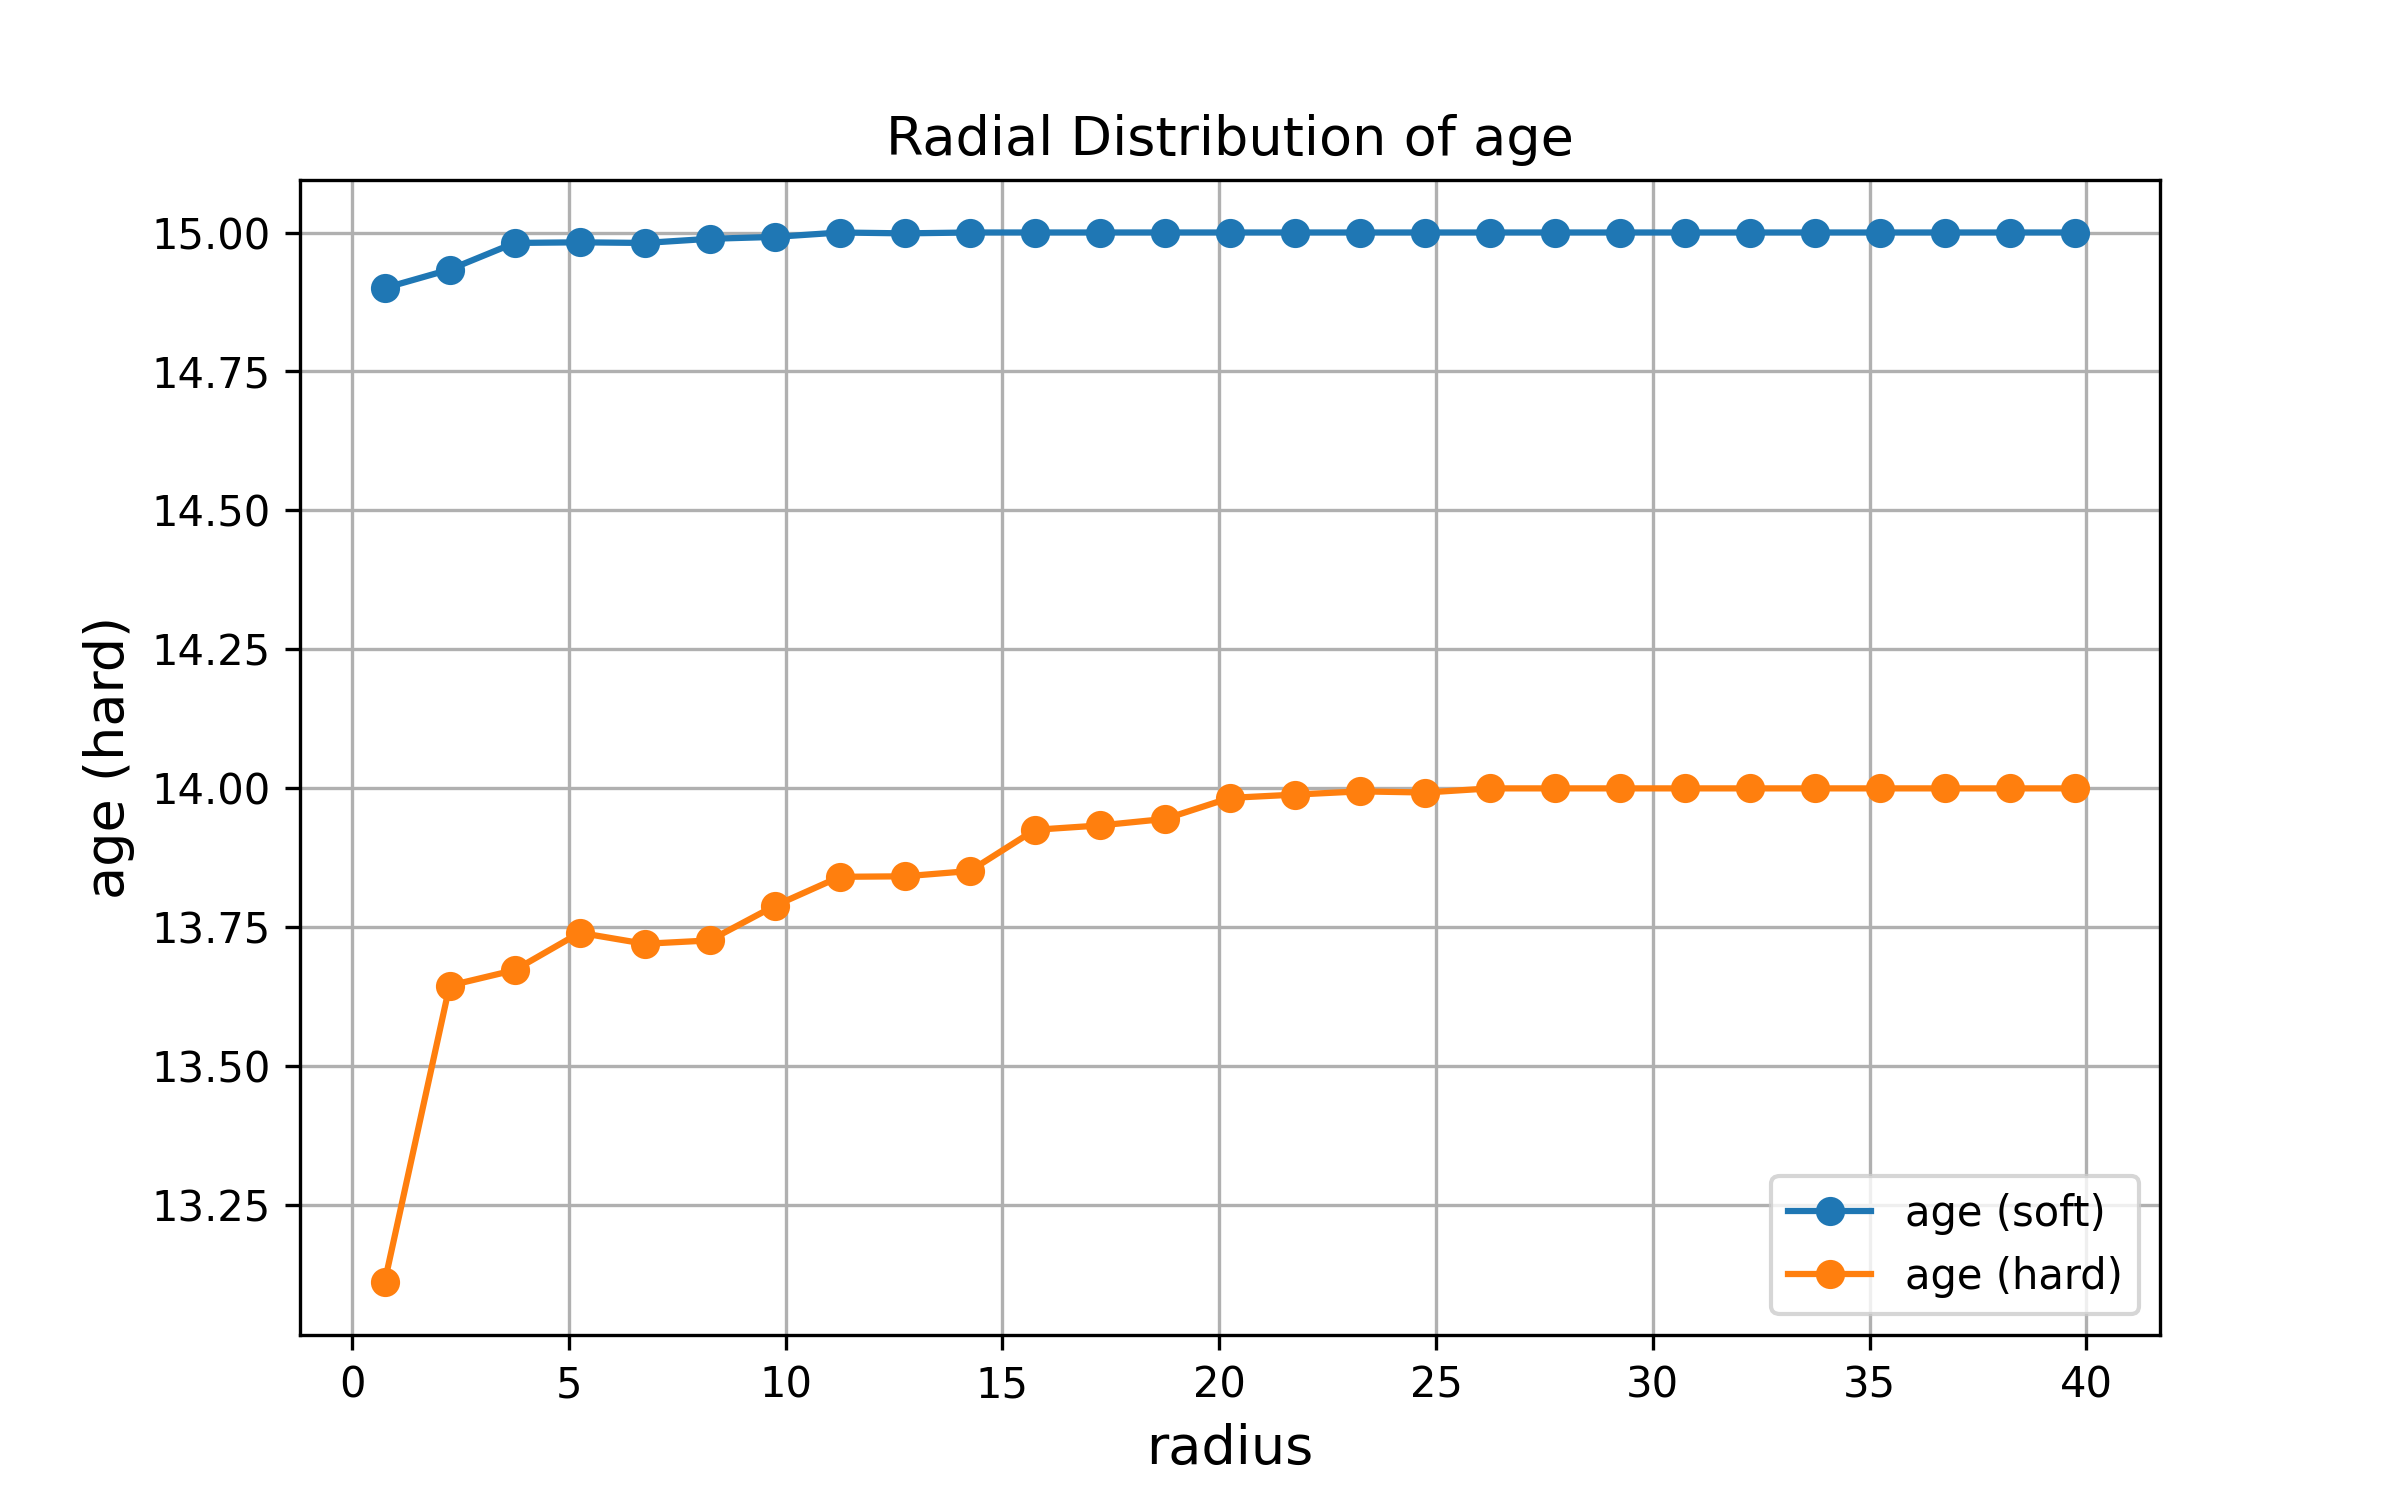 Radial Distribution of age
age (hard)
15.00
14.75
14.50
14.25
14.00
13.75
13.50
13.25
0 5 10 15 20 25 30 35 40
radius
age (soft)
age (hard)